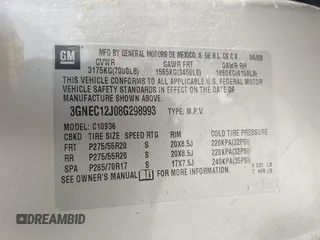 GM MFD BY GENERAL MOTORS DE MEXICO, S. DE R.L. DE C.V. 06/08
GVWR GAWR FRT GAWR RR
3175KG(7000LB) 1565KG(3450LB) 1860KG(4100LB)
THIS VEHICLE CONFORMS TO ALL APPLICABLE U.S. FEDERAL MOTOR
VEHICLE SAFETY STANDARDS IN EFFECT ON THE DATE OF
MANUFACTURE SHOWN ABOVE.
3GNEC12J08G298993 TYPE: M.P.V.
MODEL: C10936
CBKD TIRE SIZE SPEED RTG RIM COLD TIRE PRESSURE
FRT P275/55R20 S 20X8.5J 220KPA(32PSI)
RR P275/55R20 S 20X8.5J 220KPA(32PSI)
SPA P265/70R17 S 17X7.5J 240KPA(35PSI)
SEE OWNER'S MANUAL FOR ADDITIONAL INFORMATION
DREAMBID